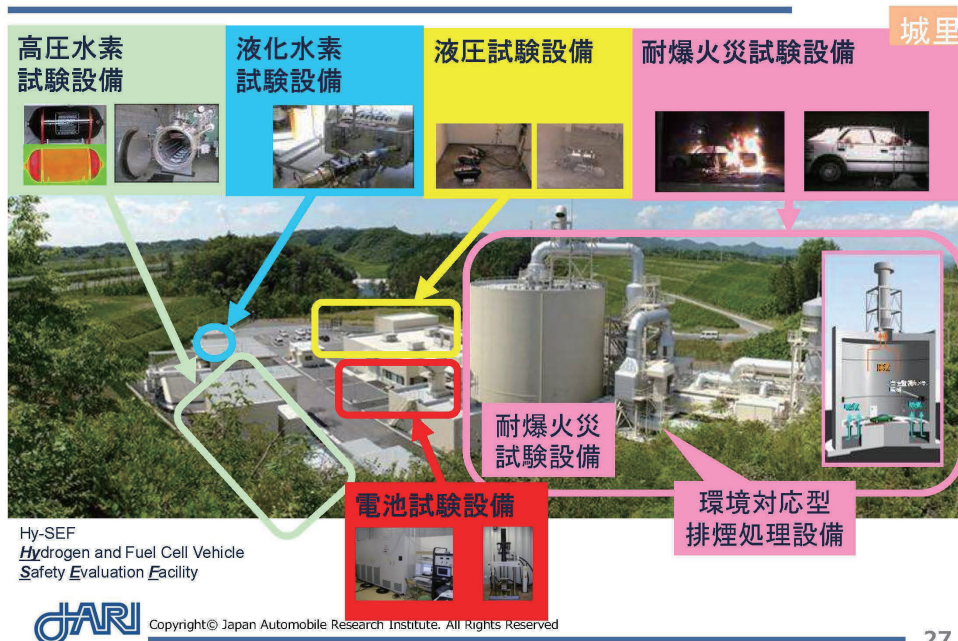 城里
高圧水素
試験設備
液化水素
試験設備
液圧試験設備
耐爆火災試験設備
耐爆火災
試験設備
環境対応型
排煙処理設備
電池試験設備
Hy-SEF
Hydrogen and Fuel Cell Vehicle
Safety Evaluation Facility
JARI
Copyright© Japan Automobile Research Institute. All Rights Reserved
27